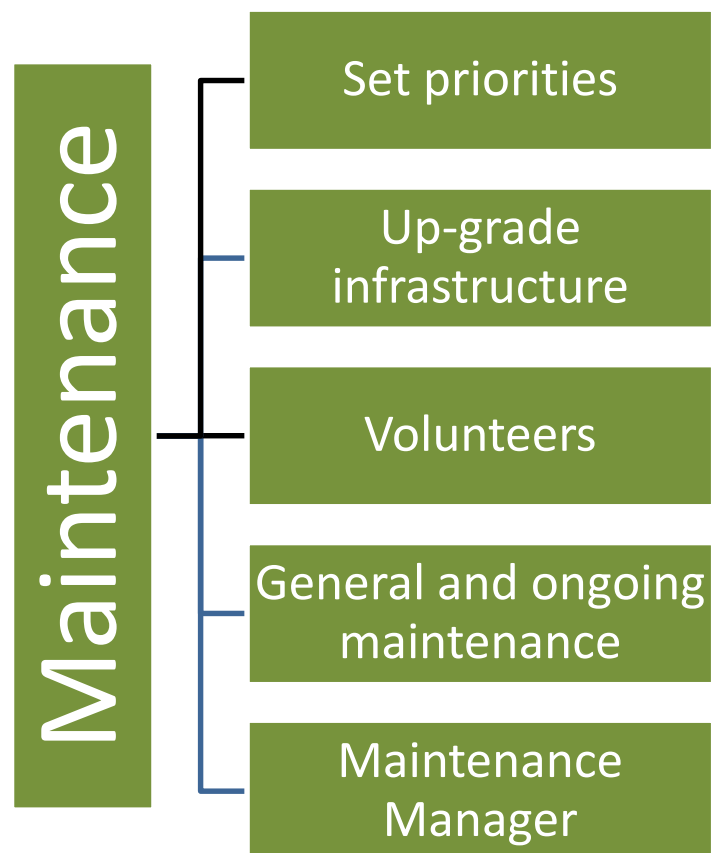 Maintenance
Set priorities
Up-grade
infrastructure
Volunteers
General and ongoing
maintenance
Maintenance
Manager